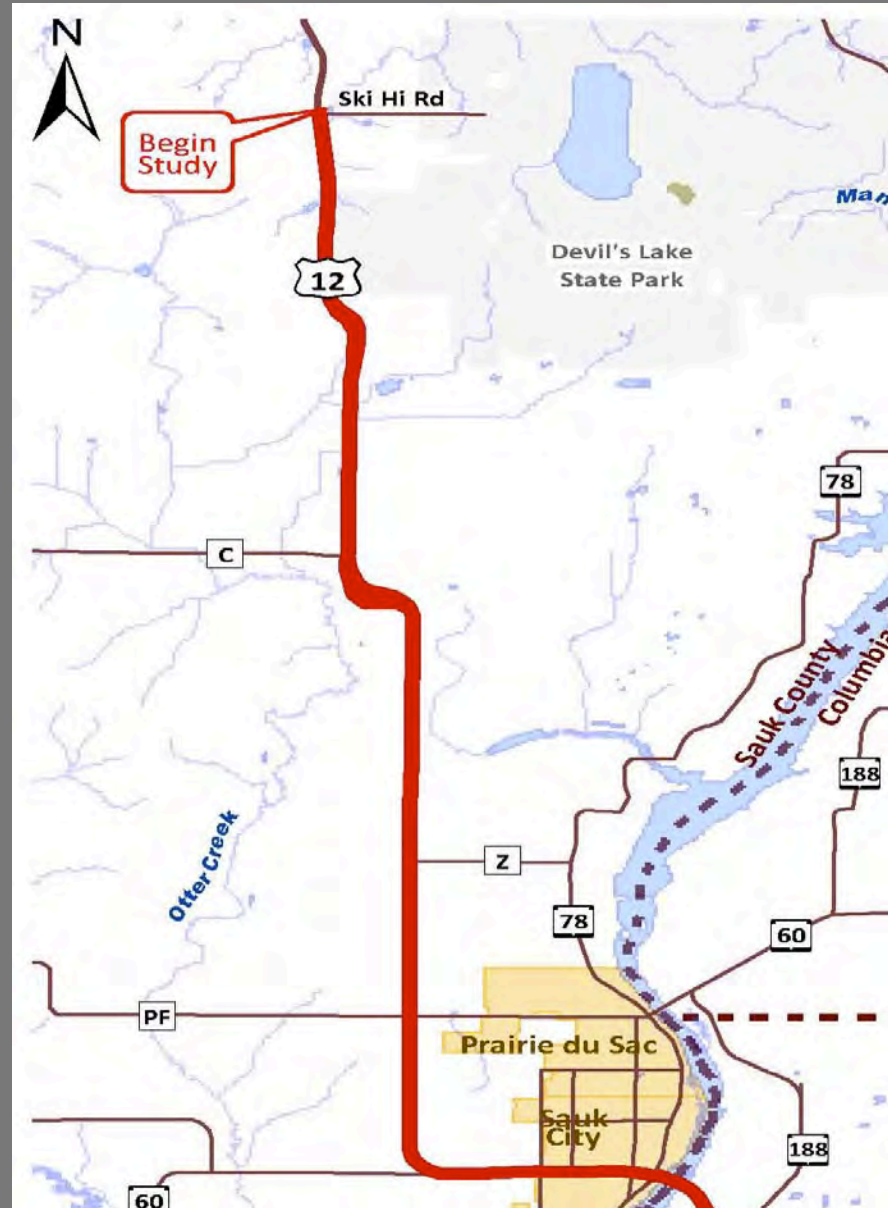 N
Ski Hi Rd
Begin
Study
12
Devil's Lake
State Park
78
C
Sauk County
Columbia
188
Otter Creek
Z
78
60
PF
Prairie du Sac
Sauk
City
188
60